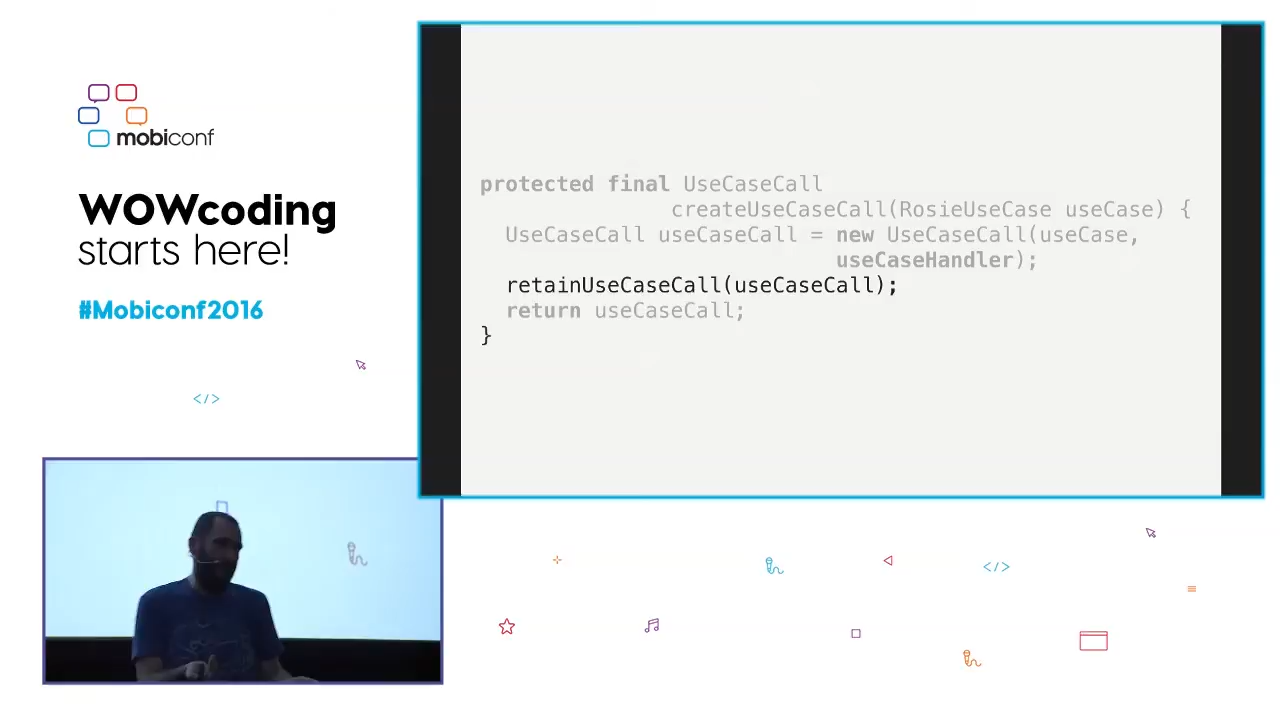 mobiconf
WOWcoding
starts here!
#Mobiconf2016
</>
protected final UseCaseCall
createUseCaseCall(RosieUseCase useCase) {
UseCaseCall useCaseCall = new UseCaseCall(useCase,
useCaseHandler);
retainUseCaseCall(useCaseCall);
return useCaseCall;
}
</>